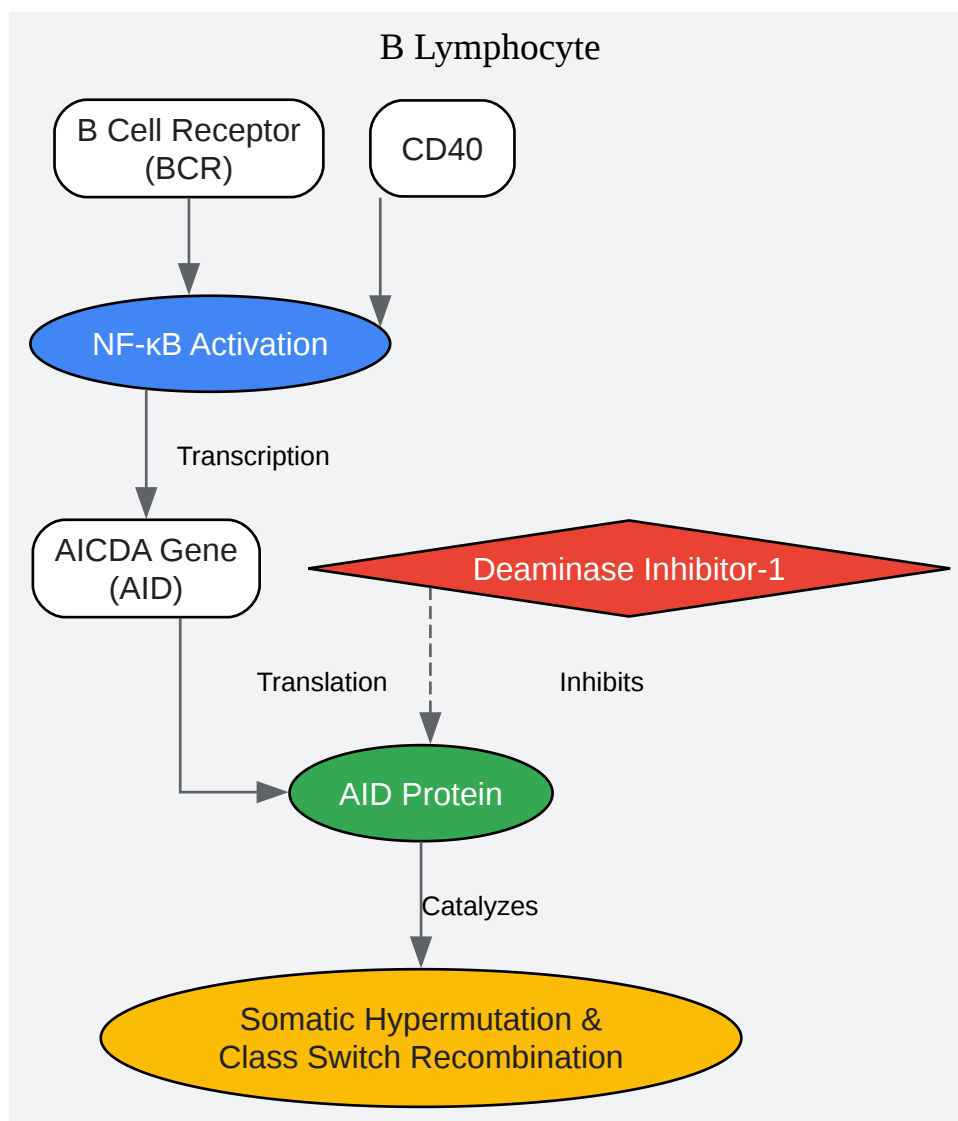 B Lymphocyte
B Cell Receptor
(BCR)
CD40
NF-κB Activation
Transcription
AICDA Gene
(AID)
Deaminase Inhibitor-1
Translation
Inhibits
AID Protein
Catalyzes
Somatic Hypermutation &
Class Switch Recombination